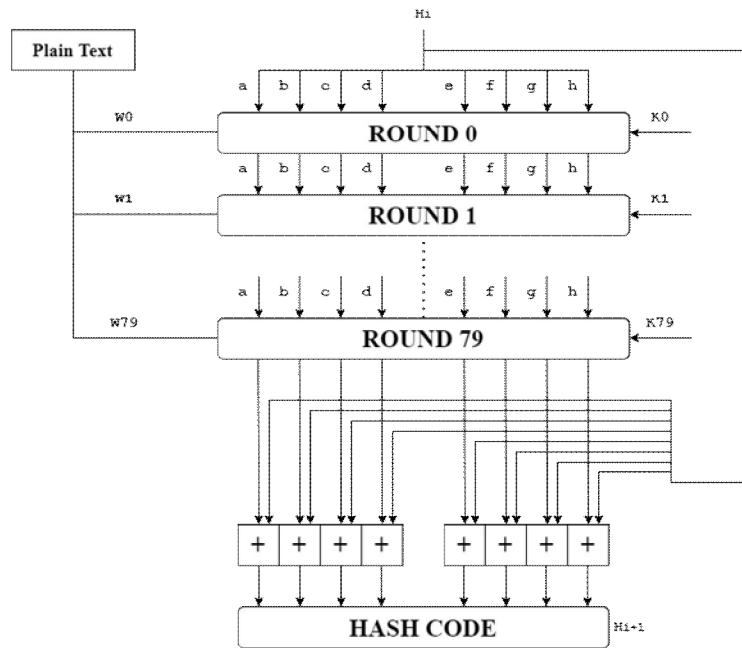 Hi
Plain Text
a b c d e f g h
W0
ROUND 0
K0
a b c d e f g h
W1
ROUND 1
K1
a b c d e f g h
W79
ROUND 79
K79
+ + + + + + + +
HASH CODE
Hi+1